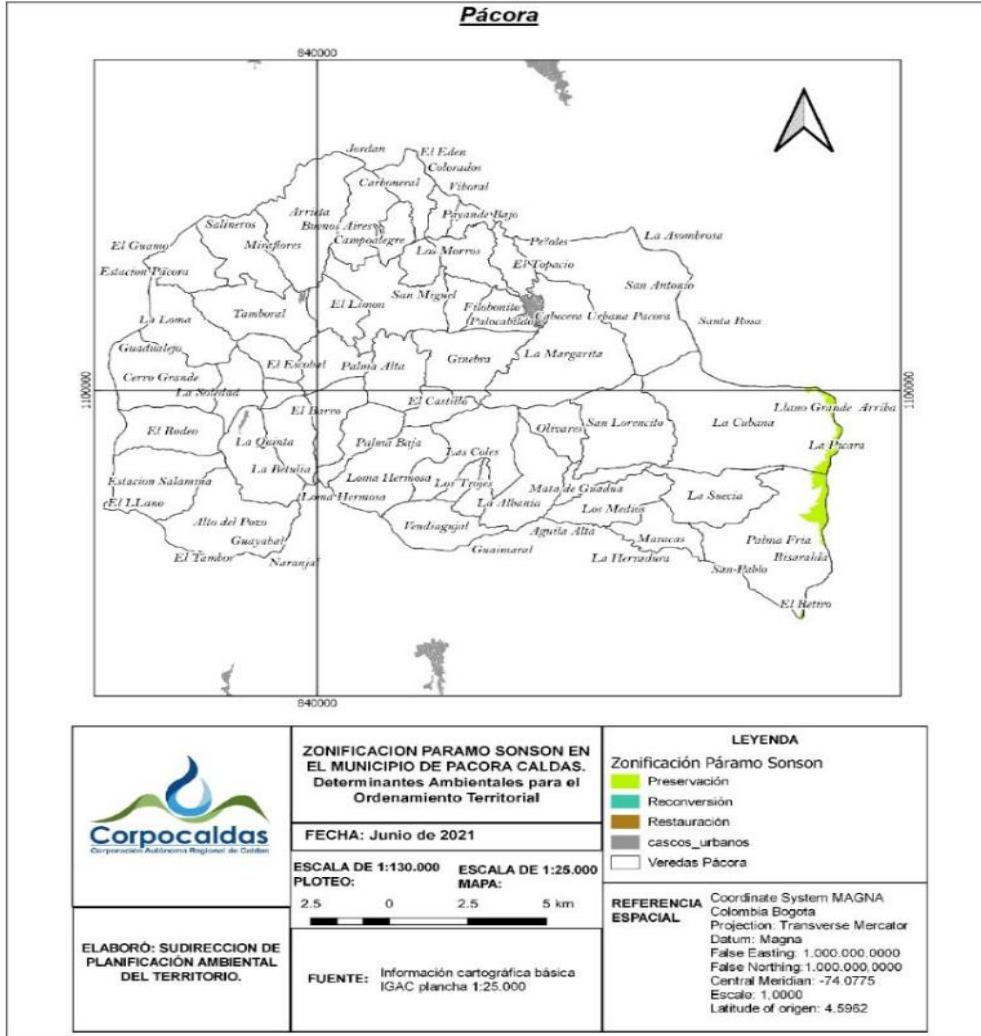 Pácora
840000
Jordan
El Eden
Colorados
Carboneral
Viboral
Arrieta
Payande Bajo
Salineros
Buenos Aires
Campoalegre
Miraflores
Los Morros
Pe?oles
La Asombrosa
El Guamo
El Topacio
Estacion Pácora
San Antonio
San Miguel
El Limon
Filobonito
Tamboral
Palocabildo
Cabecera Urbana Pacora
La Loma
Santa Rosa
Guadualejo
Ginebra
La Margarita
El Escobal
Palma Alta
Cerro Grande
La Soledad
1100000
1100000
El Castillo
El Barro
Llano Grande Arriba
La Cubana
El Rodeo
Olivares
San Lorencito
La Quinta
Palma Baja
La Picara
Las Coles
La Betulia
Loma Hermosa
Estacion Salamina
Los Trojes
Mata de Guadua
La Suecia
El LLano
Loma Hermosa
La Albania
Los Medios
Alto del Pozo
Vendiagujal
Aguila Alta
Guayabal
Maracas
Palma Fria
Guaimaral
El Tambor
La Herradura
Risaralda
Naranjal
San-Pablo
El Retiro
840000
Corpocaldas
Corporación Autónoma Regional de Caldas
ELABORÓ: SUDIRECCION DE
PLANIFICACIÓN AMBIENTAL
DEL TERRITORIO.
ZONIFICACION PARAMO SONSON EN
EL MUNICIPIO DE PACORA CALDAS.
Determinantes Ambientales para el
Ordenamiento Territorial
FECHA: Junio de 2021
ESCALA DE 1:130.000
PLOTEO:
ESCALA DE 1:25.000
MAPA:
2.5 0 2.5 5 km
FUENTE: Información cartográfica básica
IGAC plancha 1:25.000
LEYENDA
Zonificación Páramo Sonson
Preservación
Reconversión
Restauración
cascos_urbanos
Veredas Pácora
REFERENCIA
ESPACIAL
Coordinate System MAGNA
Colombia Bogota
Projection: Transverse Mercator
Datum: Magna
False Easting: 1.000.000,0000
False Northing:1.000.000,0000
Central Meridian: -74.0775
Escale: 1,0000
Latitude of origen: 4.5962